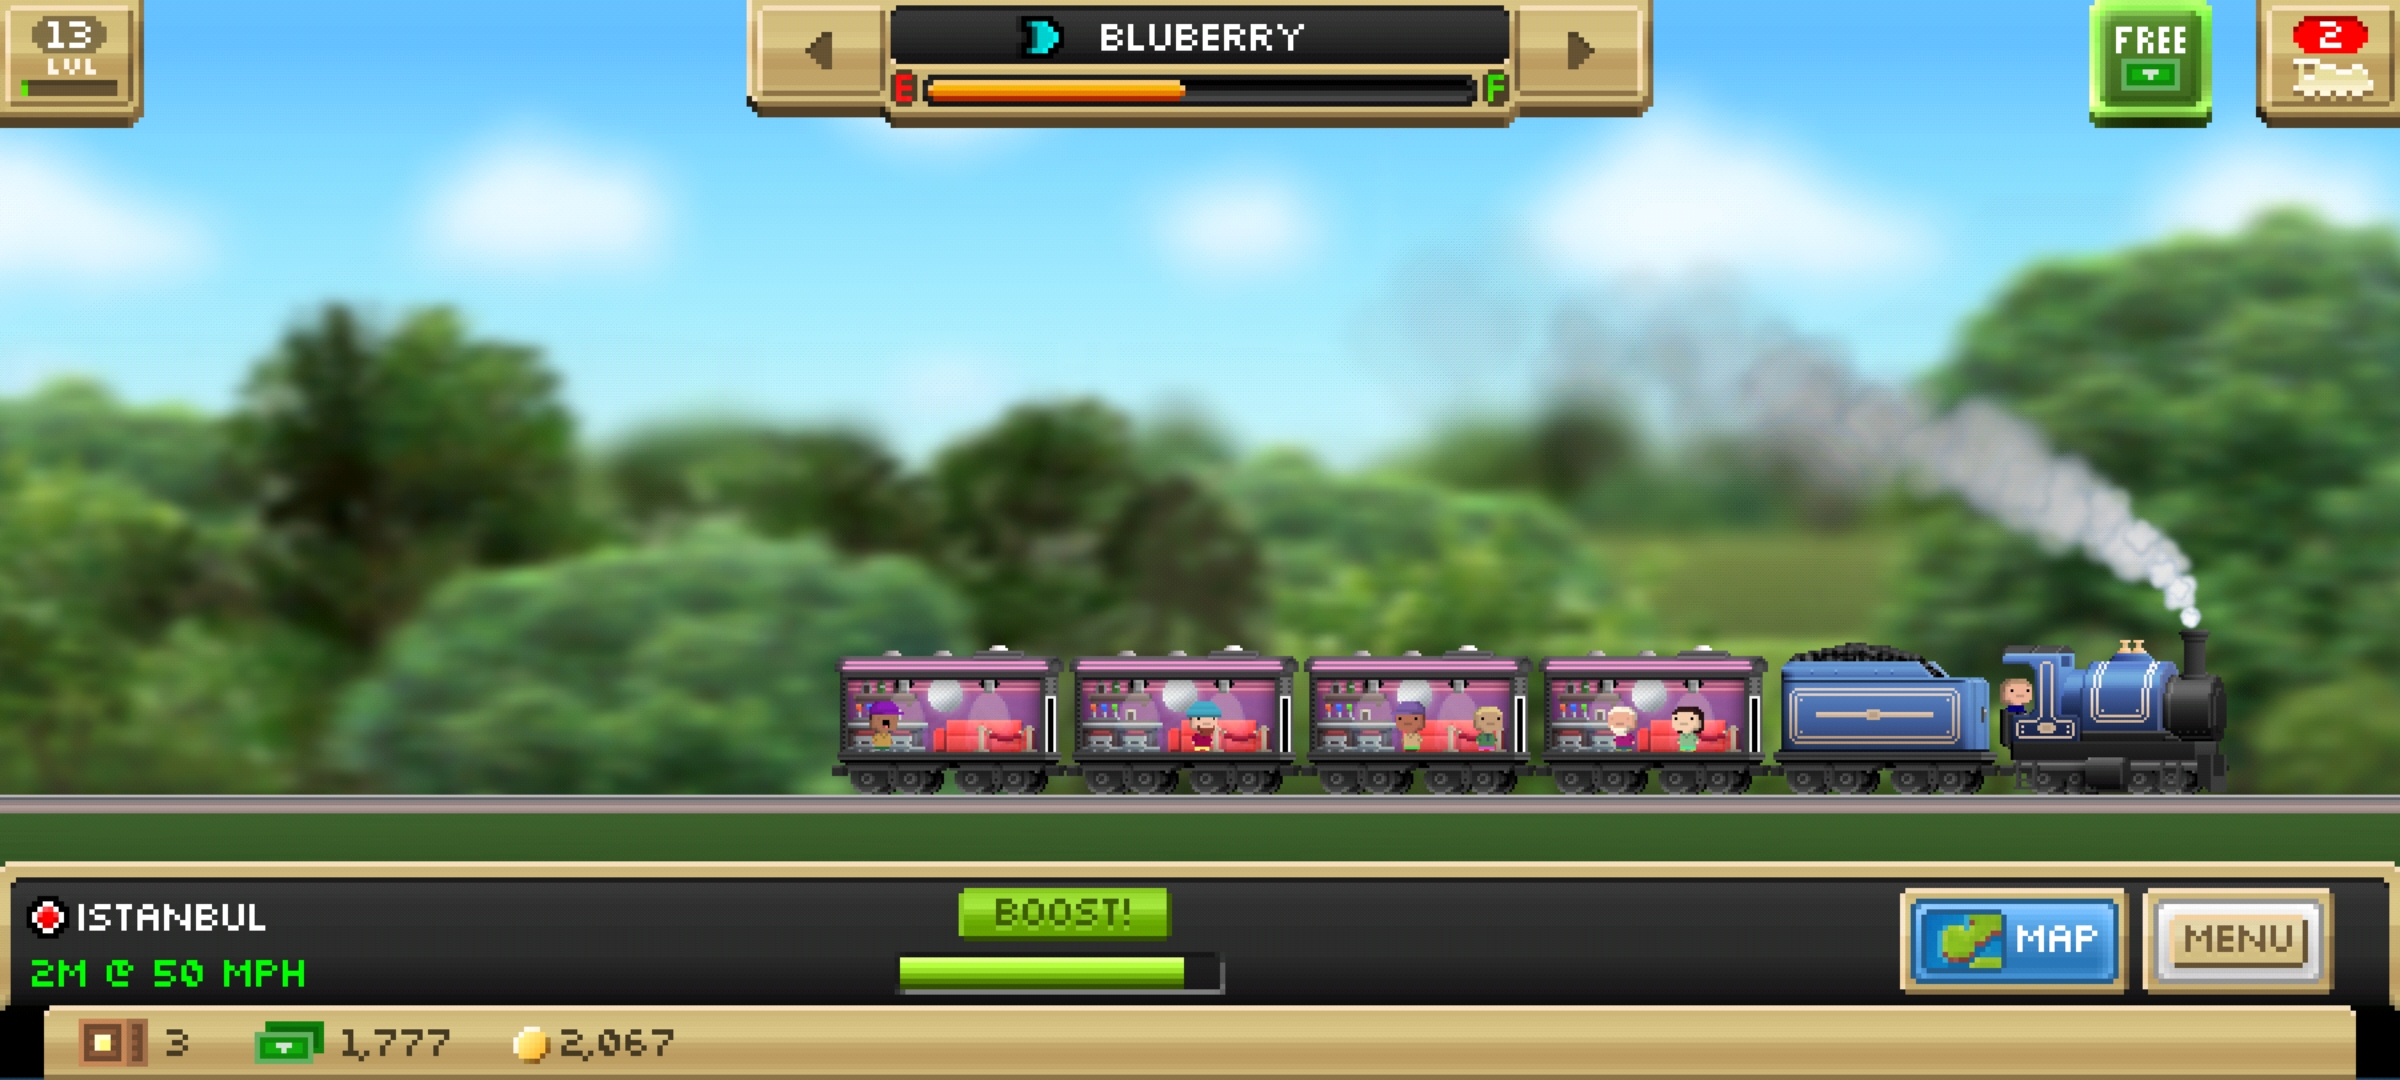 13
LVL
BLUBERRY
E F
FREE
2
ISTANBUL
2M @ 50 MPH
BOOST!
MAP
MENU
3 1,777 2,067